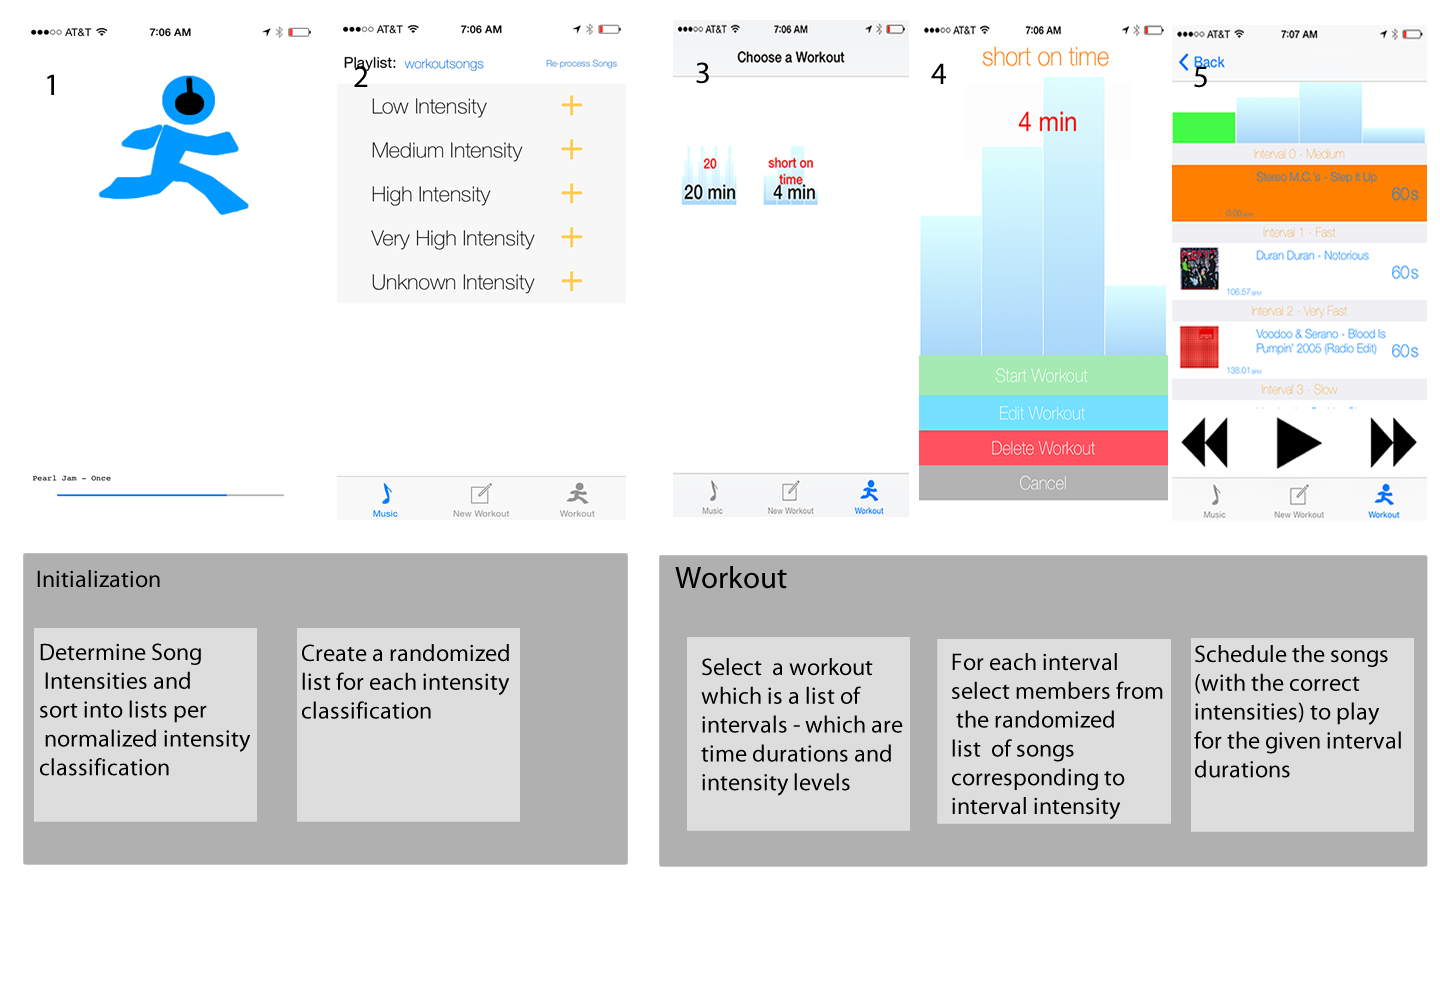 ●●●○○ AT&T 7:06 AM
1
Pearl Jam - Once
●●●○○ AT&T 7:06 AM
Playlist: workoutsongs Re-process Songs
2
Low Intensity +
Medium Intensity +
High Intensity +
Very High Intensity +
Unknown Intensity +
Music New Workout Workout
●●●○○ AT&T 7:06 AM
Choose a Workout
3
20
20 min
short on
time
4 min
Music New Workout Workout
●●●○○ AT&T 7:06 AM
short on time
4
4 min
Start Workout
Edit Workout
Delete Workout
Cancel
●●●○○ AT&T 7:07 AM
Back
5
Interval 0 - Medium
Stereo M.C.'s - Step It Up
60s
0.00 BPM
Interval 1 - Fast
Duran Duran - Notorious
60s
106.57 BPM
Interval 2 - Very Fast
Voodoo & Serano - Blood Is
Pumpin' 2005 (Radio Edit) 60s
138.01 BPM
Interval 3 - Slow
Music New Workout Workout
Initialization
Determine Song
Intensities and
sort into lists per
normalized intensity
classification
Create a randomized
list for each intensity
classification
Workout
Select a workout
which is a list of
intervals - which are
time durations and
intensity levels
For each interval
select members from
the randomized
list of songs
corresponding to
interval intensity
Schedule the songs
(with the correct
intensities) to play
for the given interval
durations